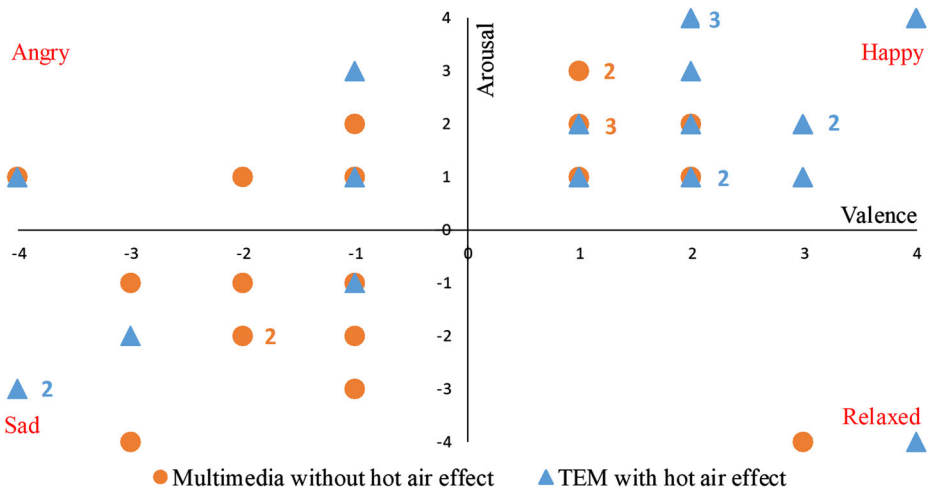 4 3
Angry Arousal Happy
3 2
2 3 2
1 2
Valence
0
-4 -3 -2 -1 0 1 2 3 4
-1
-2 2
-3 2
Sad Relaxed
-4
Multimedia without hot air effect TEM with hot air effect